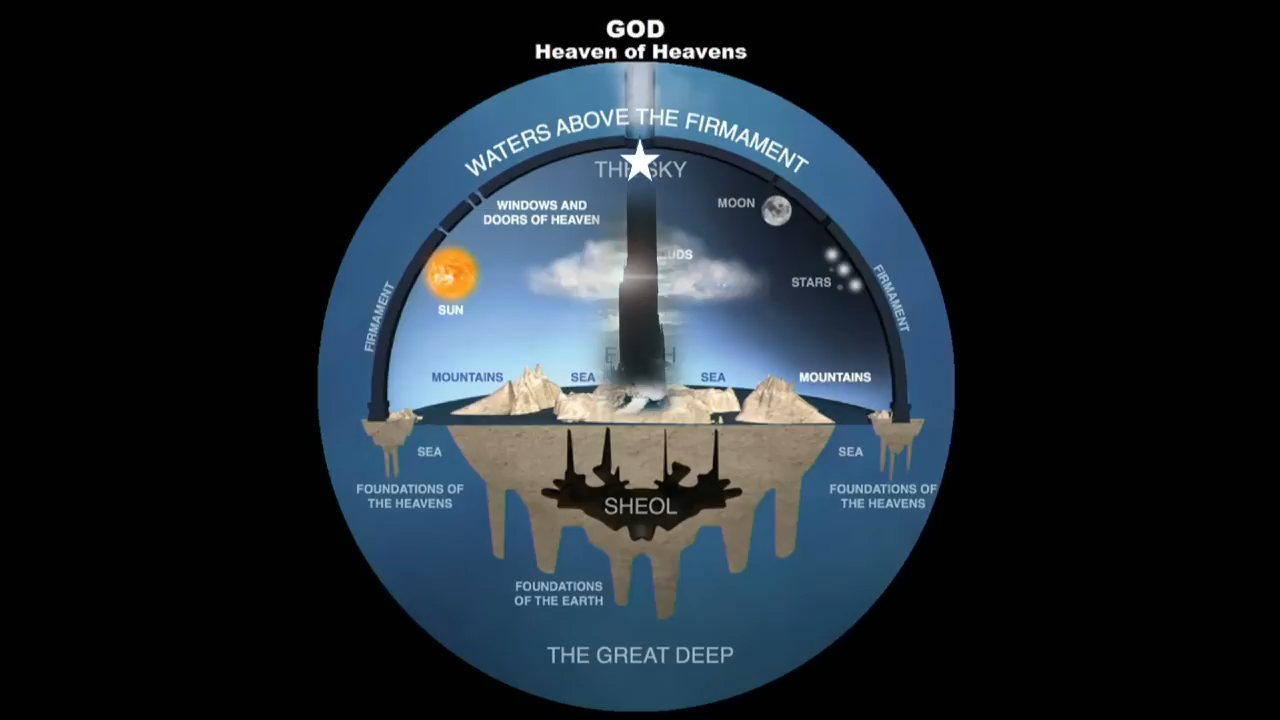 GOD
Heaven of Heavens
WATERS ABOVE THE FIRMAMENT
SKY
WINDOWS AND
DOORS OF HEAVEN
MOON
STARS
SUN
FIRMAMENT
FIRMAMENT
MOUNTAINS
SEA
SEA
MOUNTAINS
SEA
SEA
FOUNDATIONS OF
THE HEAVENS
FOUNDATIONS OF
THE HEAVENS
SHEOL
FOUNDATIONS
OF THE EARTH
THE GREAT DEEP